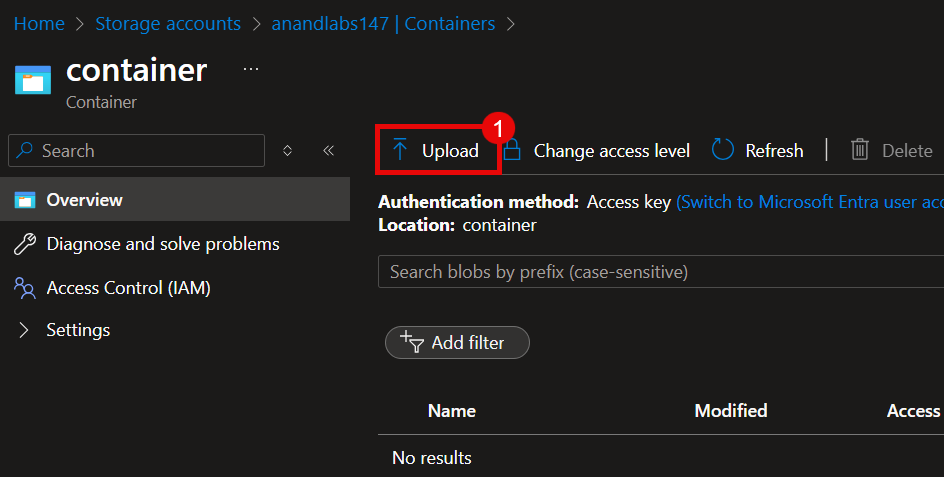 Home > Storage accounts > anandlabs147 | Containers >
container ...
Container
Search
Overview
Diagnose and solve problems
Access Control (IAM)
Settings
1
Upload Change access level Refresh | Delete
Authentication method: Access key (Switch to Microsoft Entra user acc
Location: container
Search blobs by prefix (case-sensitive)
Add filter
Name Modified Access
No results